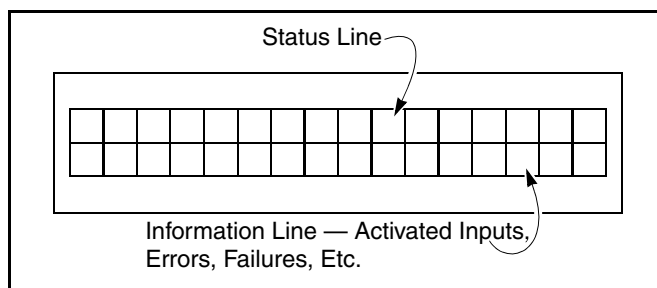 Status Line
Information Line — Activated Inputs,
Errors, Failures, Etc.